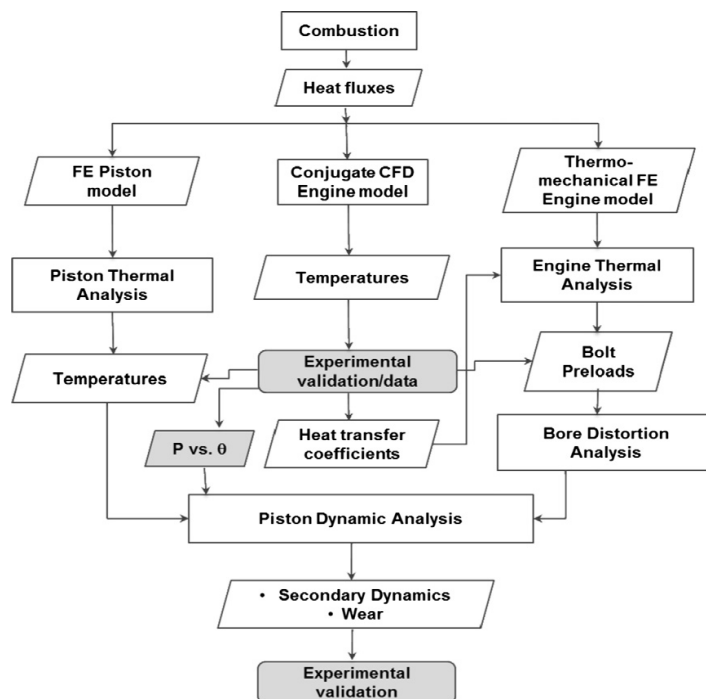 Combustion
Heat fluxes
FE Piston
model
Conjugate CFD
Engine model
Thermo-
mechanical FE
Engine model
Piston Thermal
Analysis
Temperatures
Engine Thermal
Analysis
Temperatures
Experimental
validation/data
Bolt
Preloads
P vs. θ
Heat transfer
coefficients
Bore Distortion
Analysis
Piston Dynamic Analysis
• Secondary Dynamics
• Wear
Experimental
validation